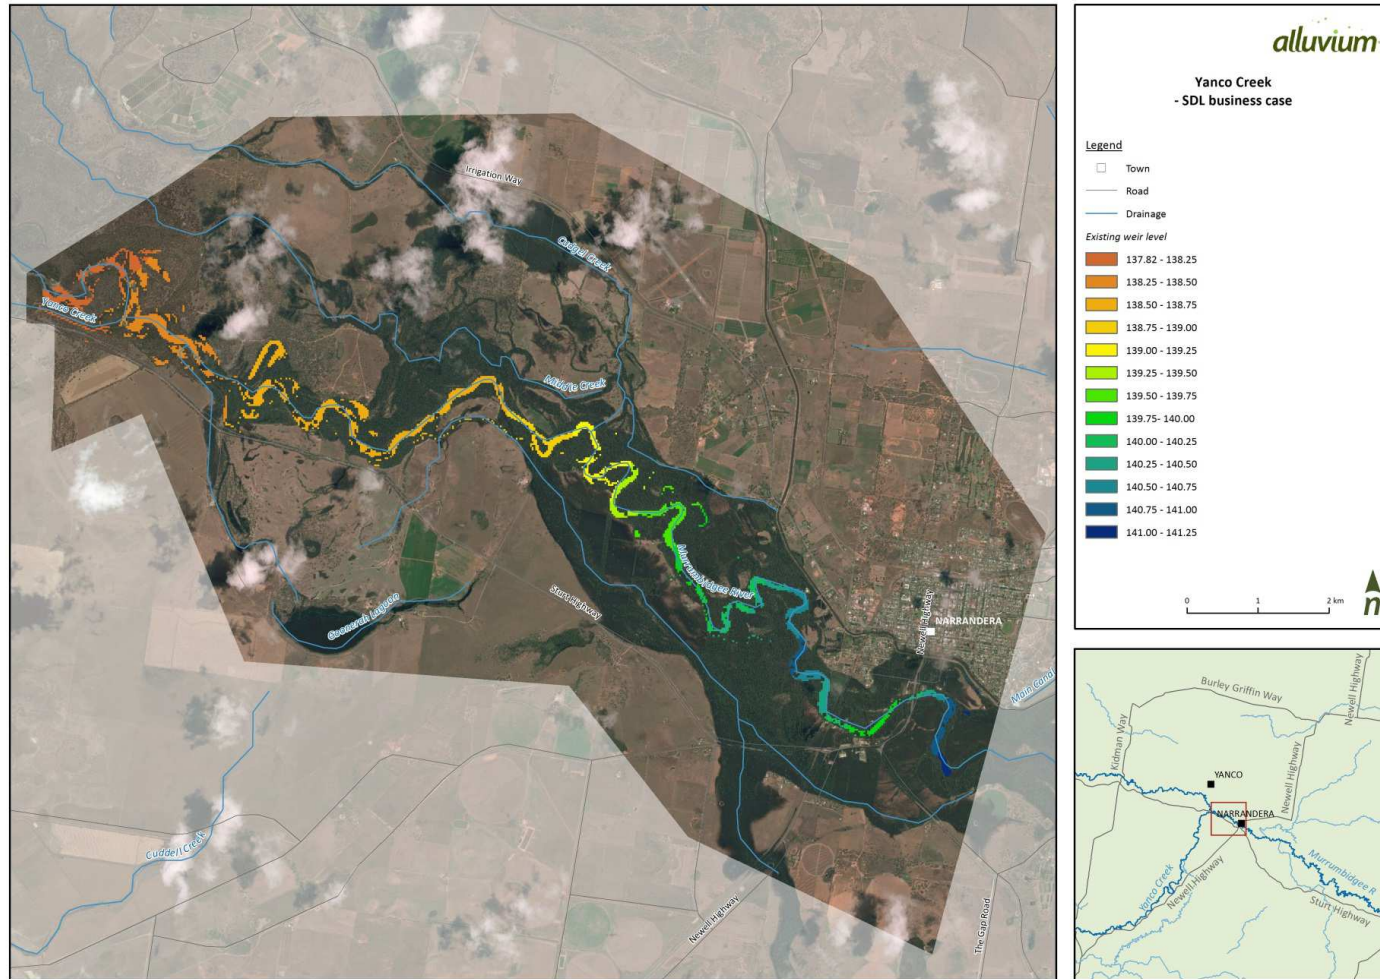 alluvium
Yanco Creek
- SDL business case
Legend
Town
Road
Drainage
Existing weir level
137.82 - 138.25
138.25 - 138.50
138.50 - 138.75
138.75 - 139.00
139.00 - 139.25
139.25 - 139.50
139.50 - 139.75
139.75- 140.00
140.00 - 140.25
140.25 - 140.50
140.50 - 140.75
140.75 - 141.00
141.00 - 141.25
0 1 2 km
n
Irrigation Way
Cudgel Creek
Yanco Creek
Middle Creek
Murrumbidgee River
Sturt Highway
Goonerah Lagoon
Newell Highway
NARRANDERA
Main Canal
Cuddell Creek
Newell Highway
The Gap Road
Burley Griffin Way
Newell Highway
Kidman Way
YANCO
Newell Highway
NARRANDERA
Murrumbidgee R
Yanco Creek
Newell Highway
Sturt Highway